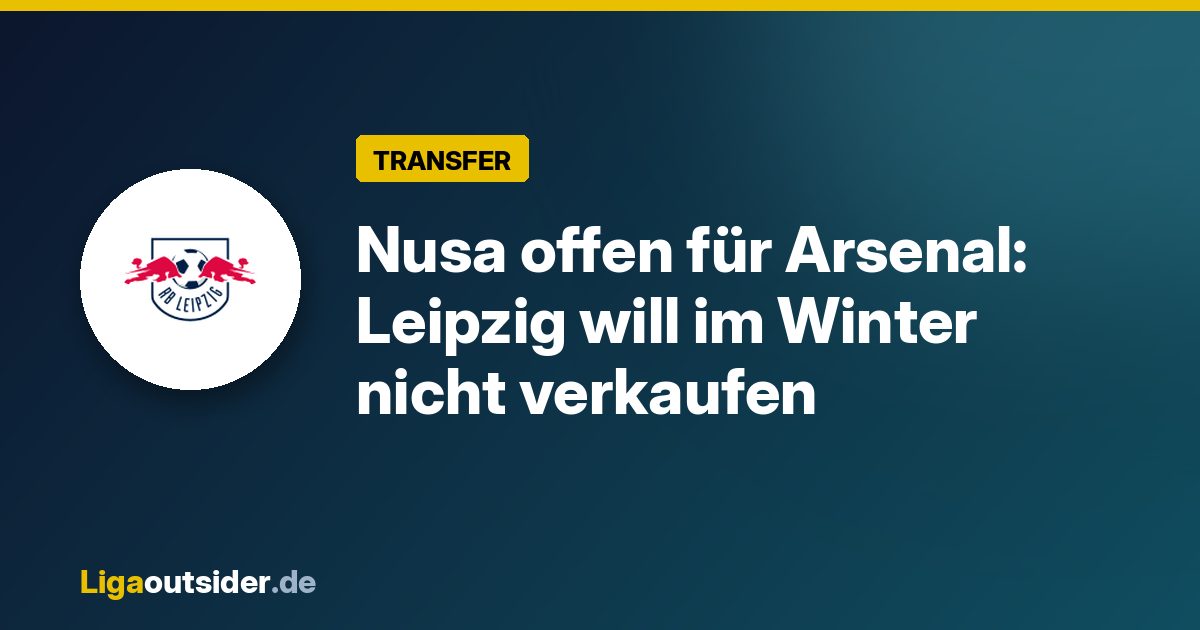 TRANSFER
Nusa offen für Arsenal:
Leipzig will im Winter
nicht verkaufen
RB LEIPZIG
Ligaoutsider.de